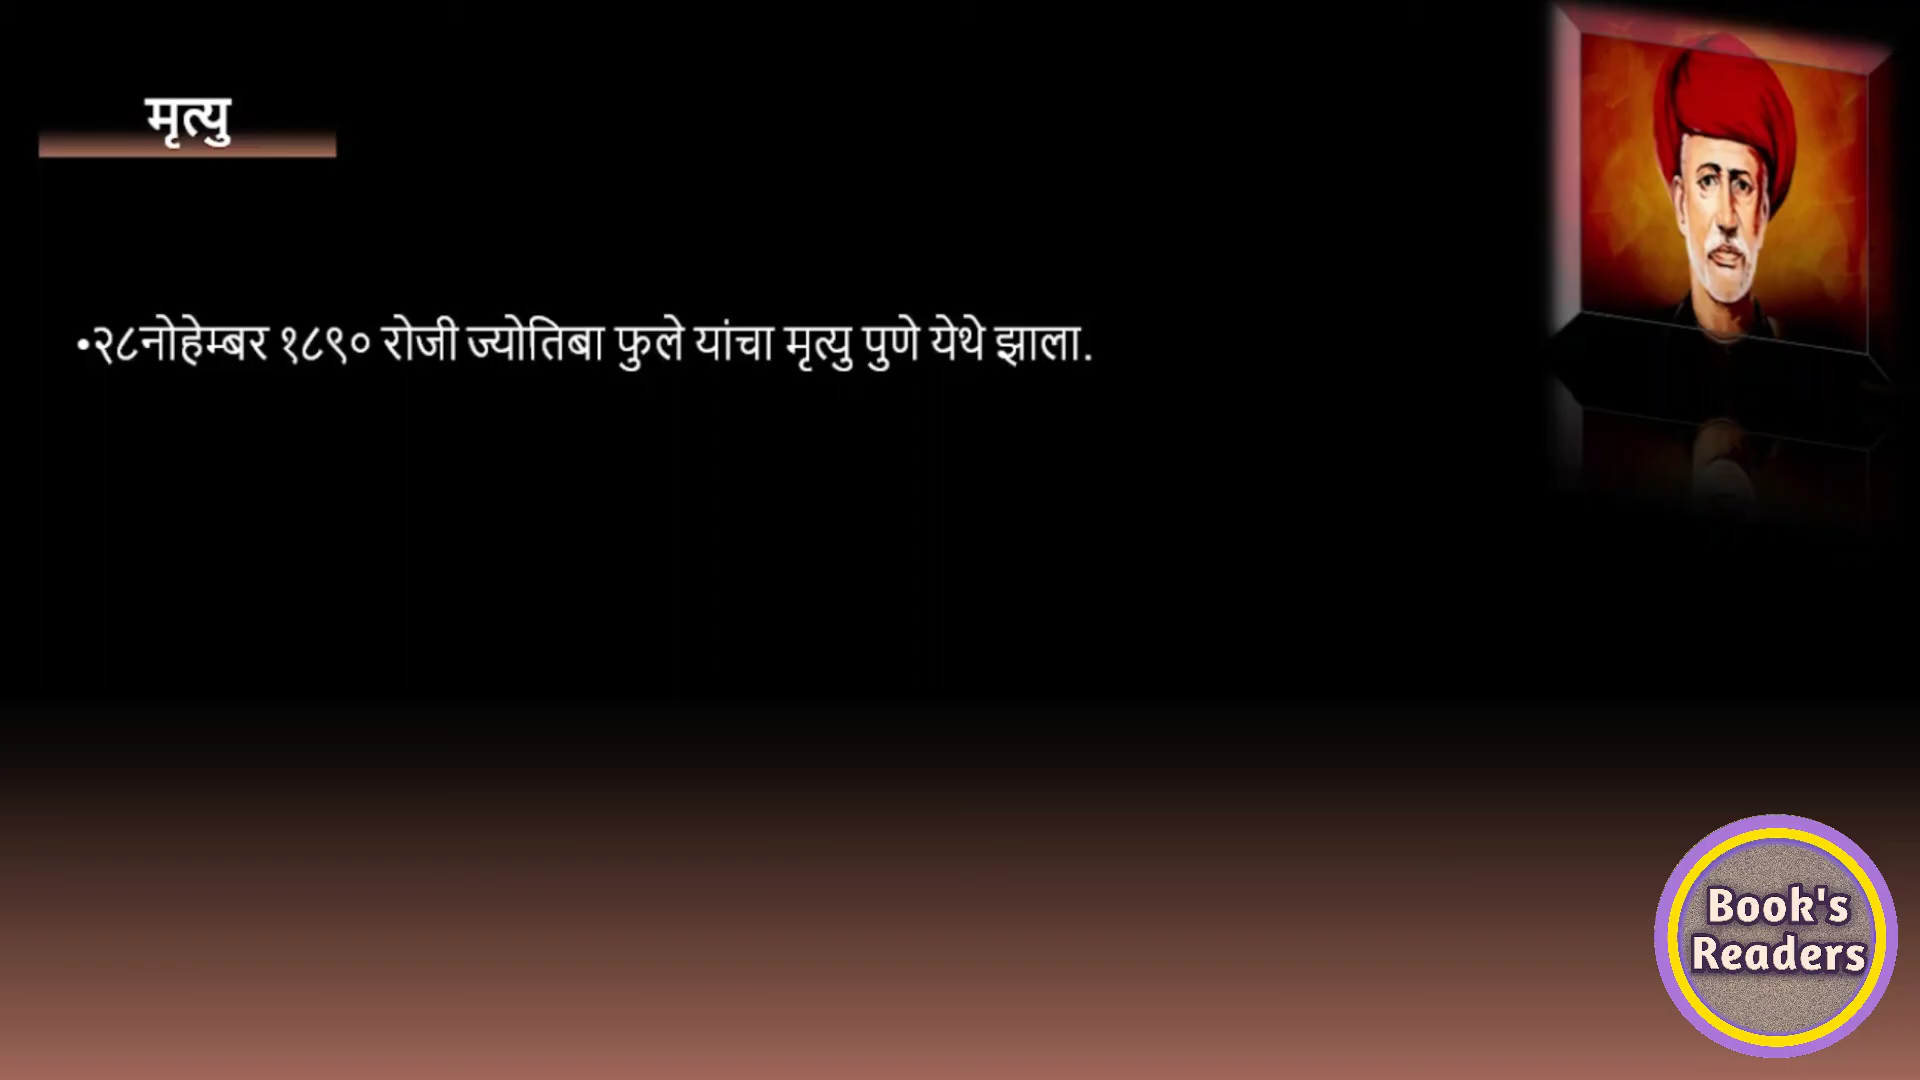 मृत्यु
•२८नोहेम्बर १८९० रोजी ज्योतिबा फुले यांचा मृत्यु पुणे येथे झाला.
Book's
Readers